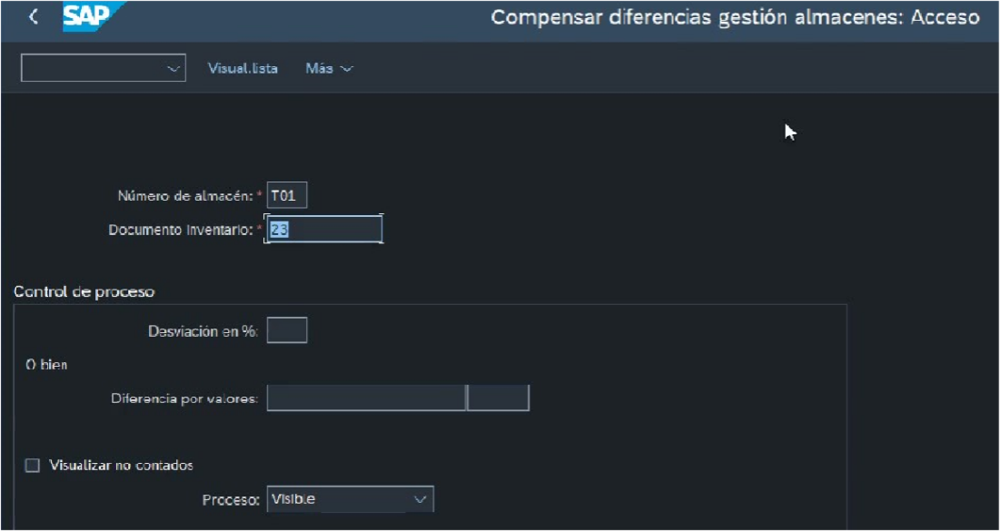 SAP
Compensar diferencias gestión almacenes: Acceso
Visual.lista Más
Número de almacén: * T01
Documento Inventario: * 23
Control de proceso
Desviación en %:
O bien
Diferencia por valores:
Visualizar no contados
Proceso: Visible